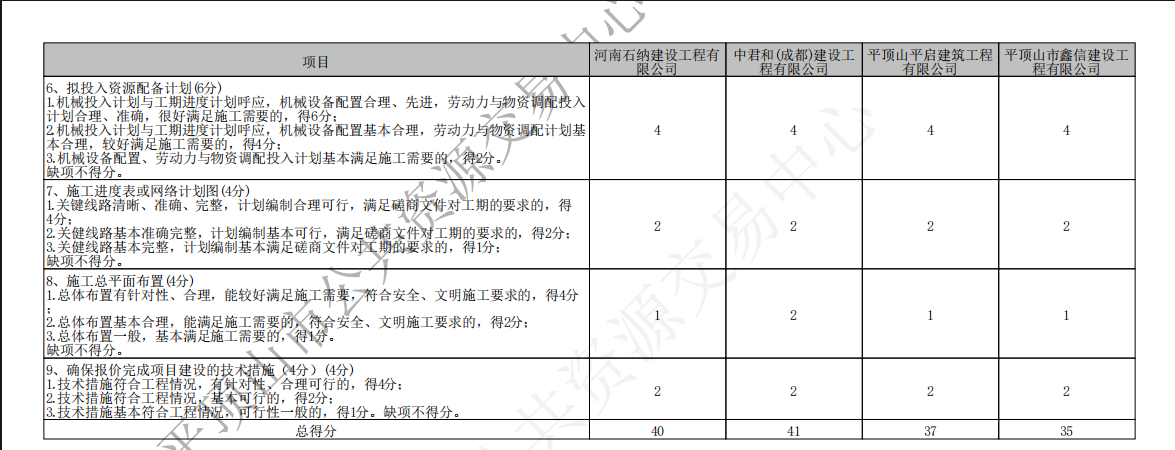 项目
河南石纳建设工程有
限公司
中君和(成都)建设工
程有限公司
平顶山平启建筑工程
有限公司
平顶山市鑫信建设工
程有限公司
6、拟投入资源配备计划(6分)
1.机械投入计划与工期进度计划呼应，机械设备配置合理、先进，劳动力与物资调配投入
计划合理、准确，很好满足施工需要的，得6分；
2.机械投入计划与工期进度计划呼应，机械设备配置基本合理，劳动力与物资调配计划基
本合理，较好满足施工需要的，得4分；
3.机械设备配置、劳动力与物资调配投入计划基本满足施工需要的，得2分。
缺项不得分。
4
4
4
4
7、施工进度表或网络计划图(4分)
1.关键线路清晰、准确、完整，计划编制合理可行，满足磋商文件对工期的要求的，得
4分；
2.关健线路基本准确完整，计划编制基本可行，满足磋商文件对工期的要求的，得2分；
3.关健线路基本完整，计划编制基本满足磋商文件对工期的要求的，得1分；
缺项不得分。
2
2
2
2
8、施工总平面布置(4分)
1.总体布置有针对性、合理，能较好满足施工需要，符合安全、文明施工要求的，得4分
；
2.总体布置基本合理，能满足施工需要的，符合安全、文明施工要求的，得2分；
3.总体布置一般，基本满足施工需要的，得1分。
缺项不得分。
1
2
1
1
9、确保报价完成项目建设的技术措施（4分）(4分)
1.技术措施符合工程情况，有针对性、合理可行的，得4分；
2.技术措施符合工程情况，基本可行的，得2分；
3.技术措施基本符合工程情况，可行性一般的，得1分。缺项不得分。
2
2
2
2
总得分
40
41
37
35
平顶山市公共资源交易中心
共资源交易中心